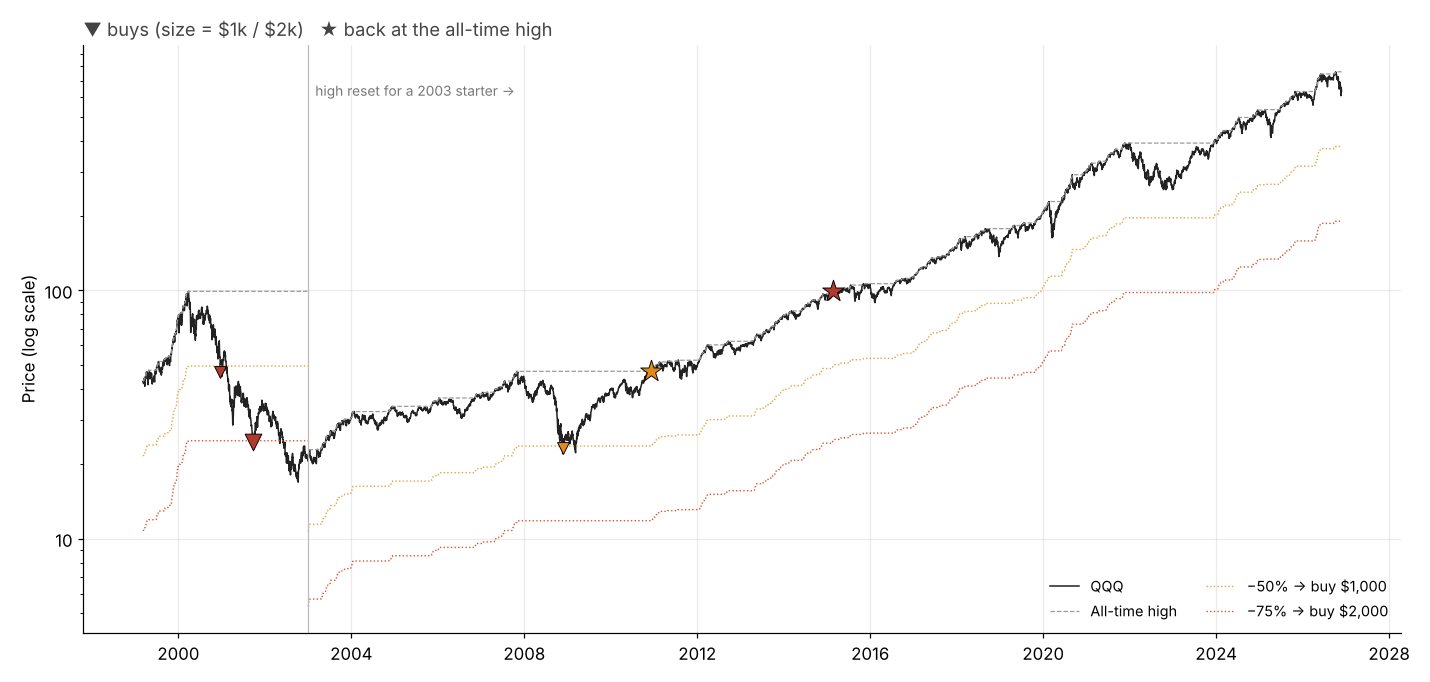 ▼ buys (size = $1k / $2k) ★ back at the all-time high
high reset for a 2003 starter →
Price (log scale)
100
10
QQQ
All-time high
−50% → buy $1,000
−75% → buy $2,000
2000 2004 2008 2012 2016 2020 2024 2028